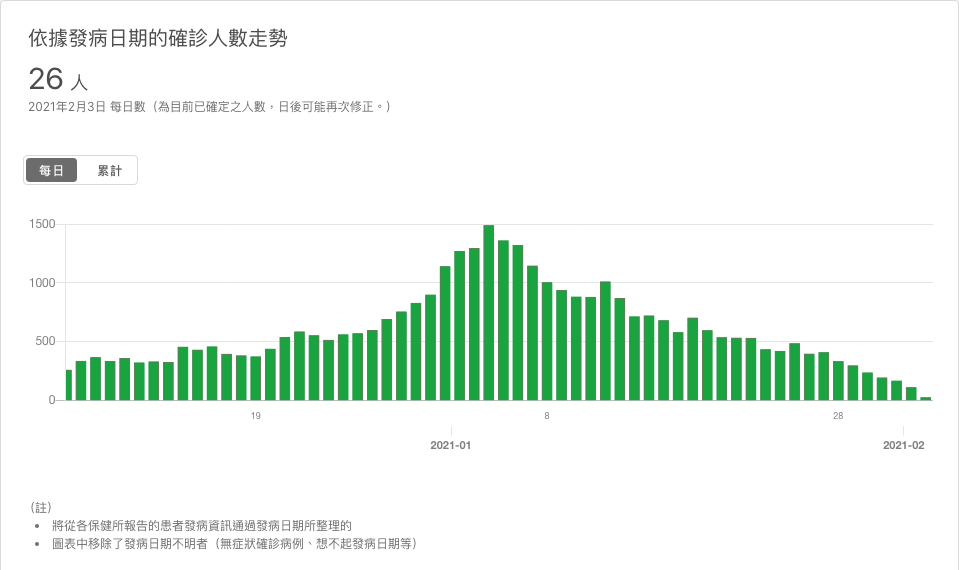 依據發病日期的確診人數走勢
26 人
2021年2月3日 每日數（為目前已確定之人數，日後可能再次修正。）
每日 累計
1500
1000
500
0
19 8 28
2021-01 2021-02
（註）
• 將從各保健所報告的患者發病資訊通過發病日期所整理的
• 圖表中移除了發病日期不明者（無症狀確診病例、想不起發病日期等）